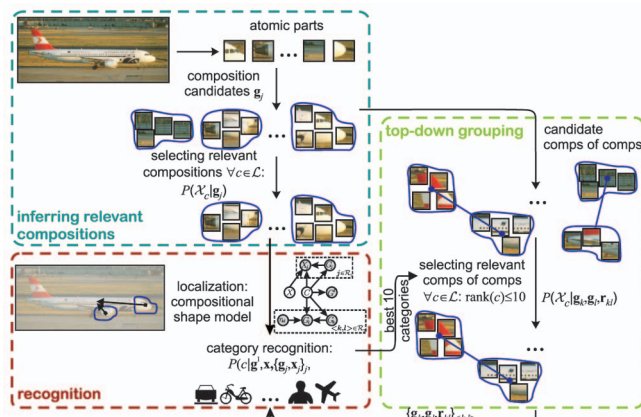 atomic parts
composition
candidates g_j
...
...
selecting relevant
compositions ∀c∈ℒ:
P(𝒳_c|g_j)
...
inferring relevant
compositions
localization:
compositional
shape model
j∈R
<k,l>∈R
category recognition:
P(c|g^I,x,{g_j,x_j}_j,
...
recognition
best 10
categories
top-down grouping
candidate
comps of comps
...
selecting relevant
comps of comps
∀c∈ℒ: rank(c)≤10
P(𝒳_c|g_k,g_l,r_kl)
...